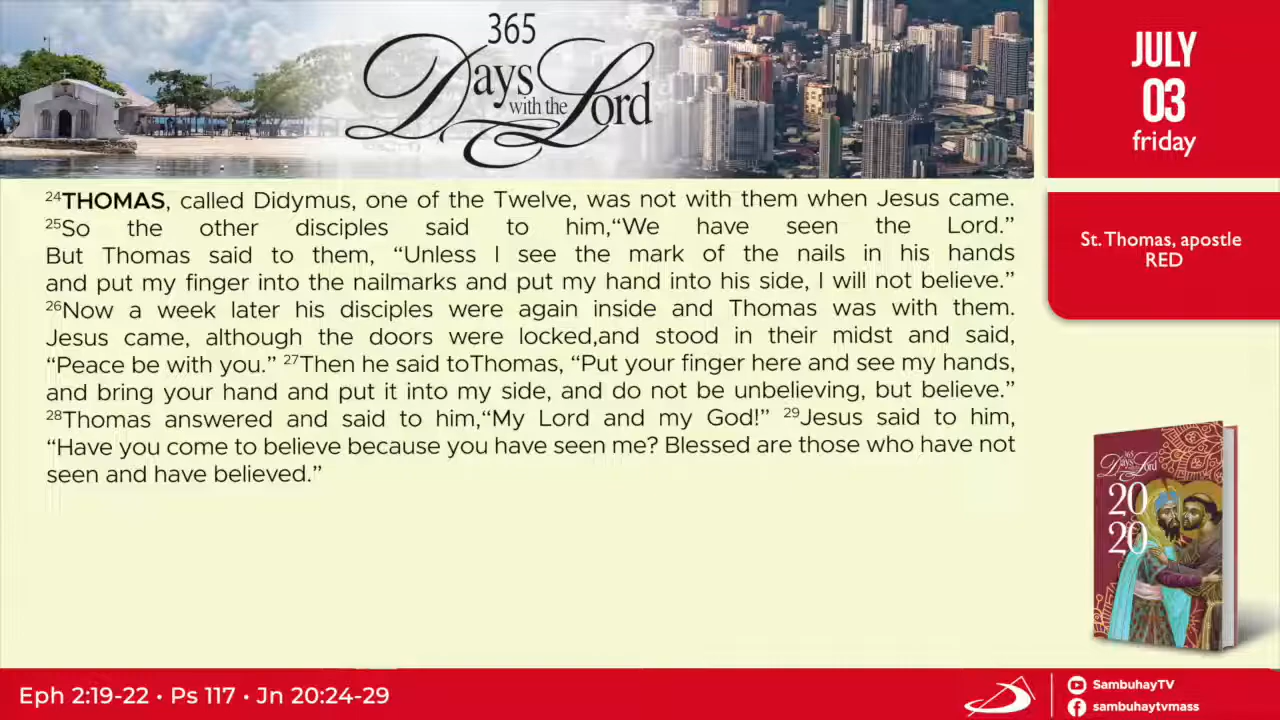 365
Days with the Lord
JULY
03
friday
St. Thomas, apostle
RED
24THOMAS, called Didymus, one of the Twelve, was not with them when Jesus came.
25So the other disciples said to him,“We have seen the Lord.”
But Thomas said to them, “Unless I see the mark of the nails in his hands
and put my finger into the nailmarks and put my hand into his side, I will not believe.”
26Now a week later his disciples were again inside and Thomas was with them.
Jesus came, although the doors were locked,and stood in their midst and said,
“Peace be with you.” 27Then he said toThomas, “Put your finger here and see my hands,
and bring your hand and put it into my side, and do not be unbelieving, but believe.”
28Thomas answered and said to him,“My Lord and my God!” 29Jesus said to him,
“Have you come to believe because you have seen me? Blessed are those who have not
seen and have believed.”
365
Days with the Lord
20
20
Eph 2:19-22 • Ps 117 • Jn 20:24-29
SambuhayTV
sambuhaytvmass